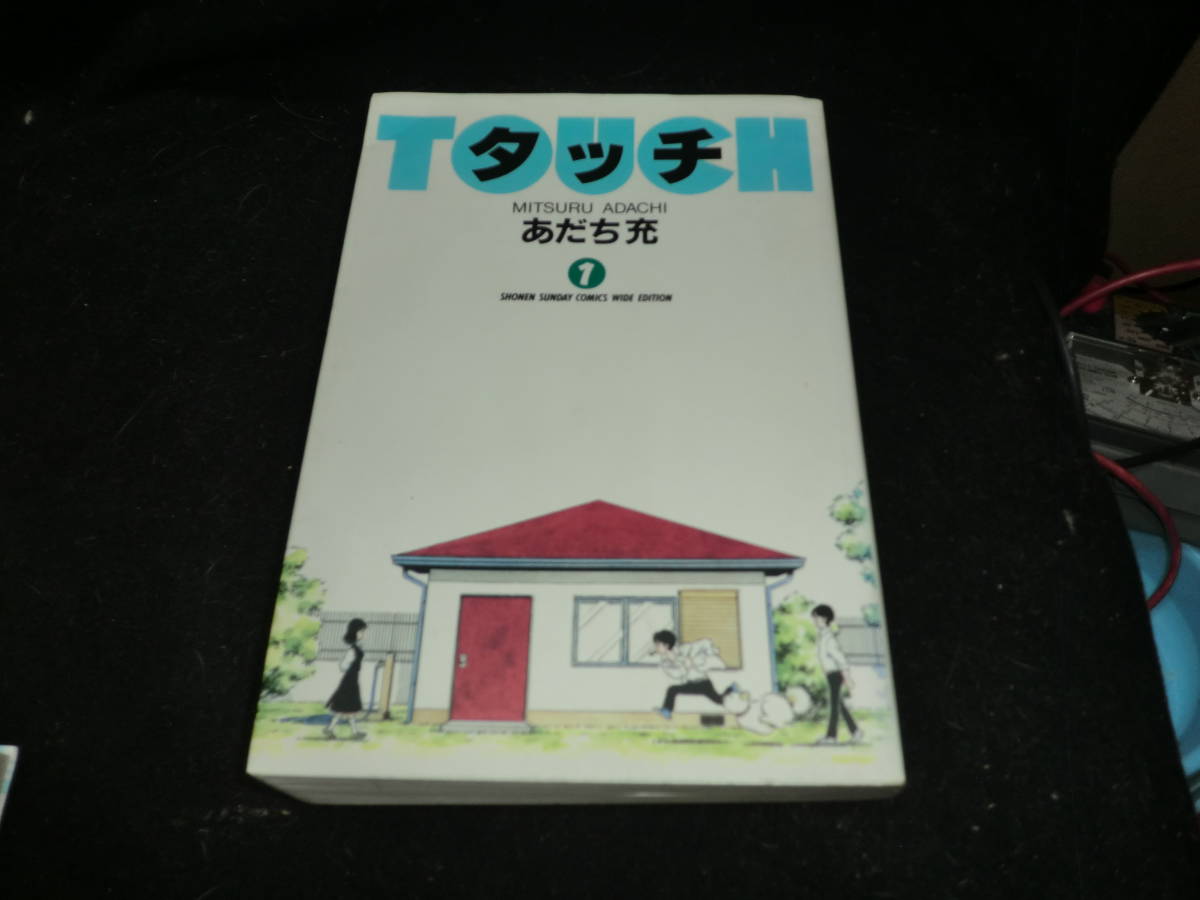 TOUCH
タッチ
MITSURU ADACHI
あだち充
1
SHONEN SUNDAY COMICS WIDE EDITION